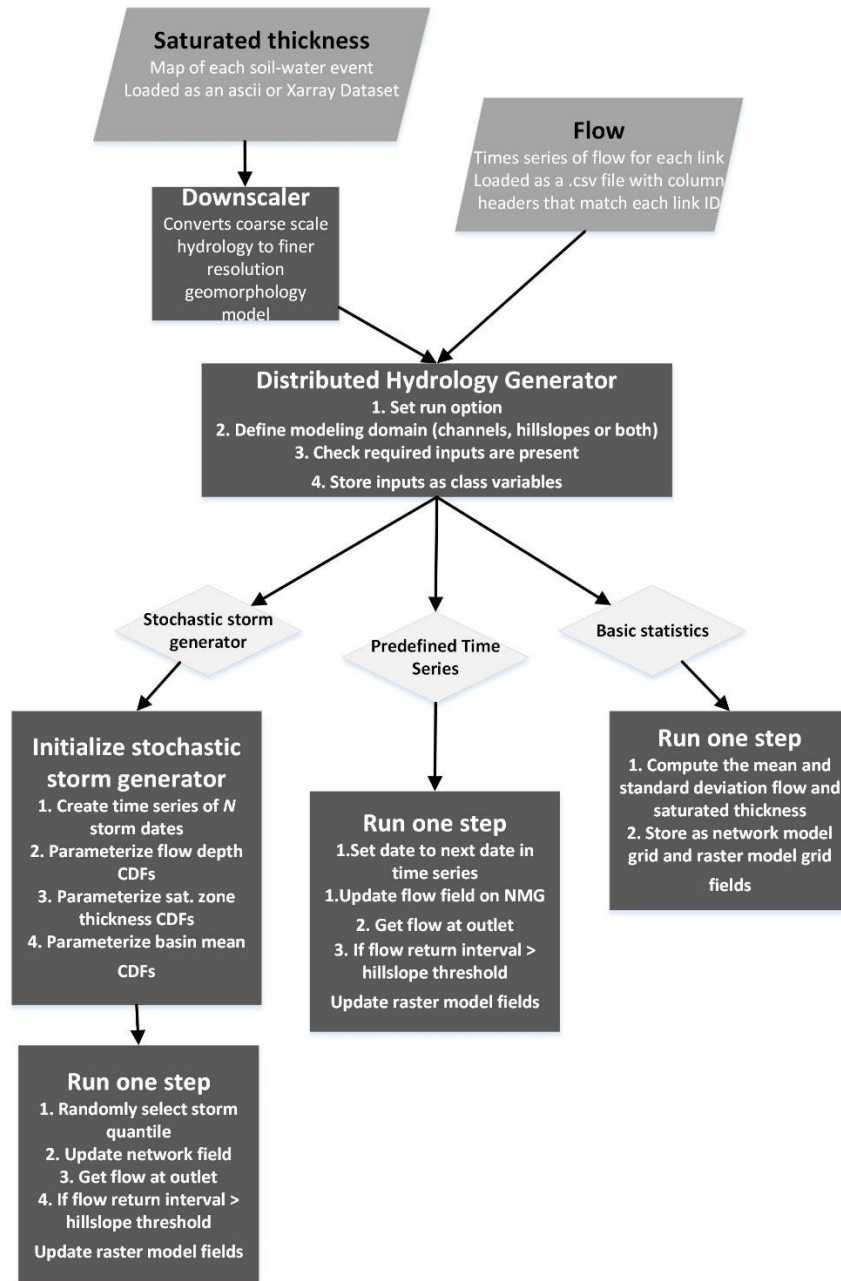 Saturated thickness
Map of each soil-water event
Loaded as an ascii or Xarray Dataset
Flow
Times series of flow for each link
Loaded as a .csv file with column
headers that match each link ID
Downscaler
Converts coarse scale
hydrology to finer
resolution
geomorphology
model
Distributed Hydrology Generator
1. Set run option
2. Define modeling domain (channels, hillslopes or both)
3. Check required inputs are present
4. Store inputs as class variables
Stochastic storm
generator
Predefined Time
Series
Basic statistics
Initialize stochastic
storm generator
1. Create time series of N
storm dates
2. Parameterize flow depth
CDFs
3. Parameterize sat. zone
thickness CDFs
4. Parameterize basin mean
CDFs
Run one step
1.Set date to next date in
time series
1.Update flow field on NMG
2. Get flow at outlet
3. If flow return interval >
hillslope threshold
Update raster model fields
Run one step
1. Compute the mean and
standard deviation flow and
saturated thickness
2. Store as network model
grid and raster model grid
fields
Run one step
1. Randomly select storm
quantile
2. Update network field
3. Get flow at outlet
4. If flow return interval >
hillslope threshold
Update raster model fields